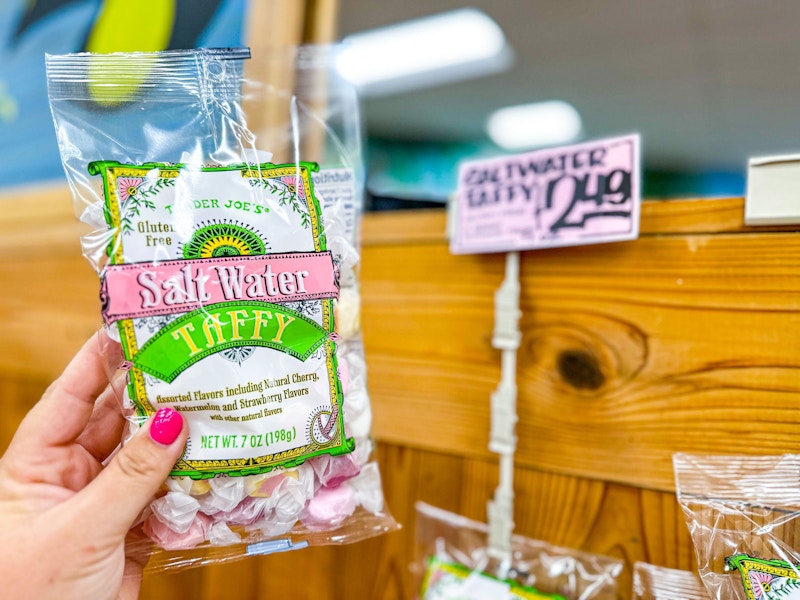 TRADER JOE'S
Gluten
Free
Salt-Water
TAFFY
Assorted Flavors including Natural Cherry,
Watermelon and Strawberry Flavors
with other natural flavors
NET WT. 7 OZ (198g)
SALTWATER
TAFFY
$2.49